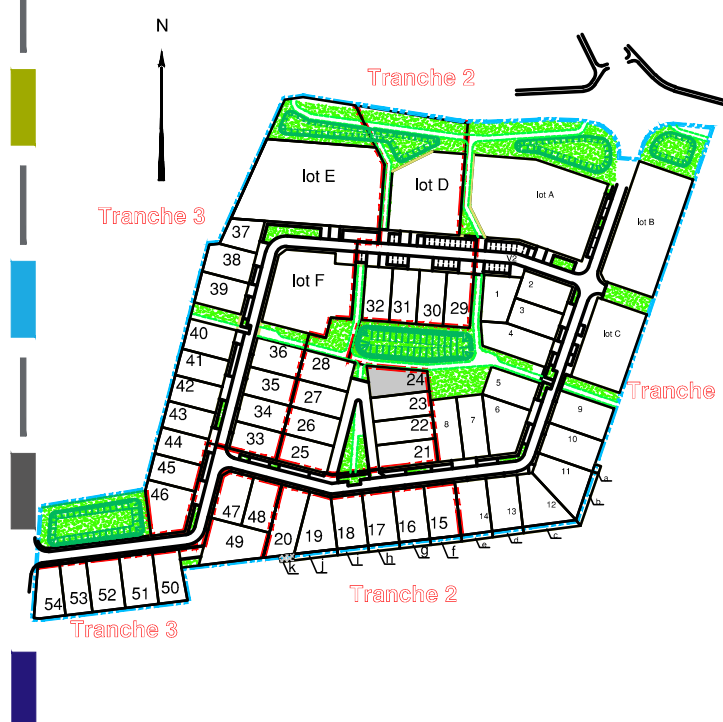 N
Tranche 2
lot E
lot D
lot A
Tranche 3
lot B
37
V2
38
lot F
39
1
2
3
32
31
30
29
40
4
lot C
36
28
41
24
5
Tranche
42
35
27
23
6
9
43
34
26
22
8
7
10
44
33
25
21
45
11
46
47
48
20
19
18
17
16
15
14
13
12
a
b
49
k
j
i
h
g
f
e
d
c
54
53
52
51
50
Tranche 2
Tranche 3